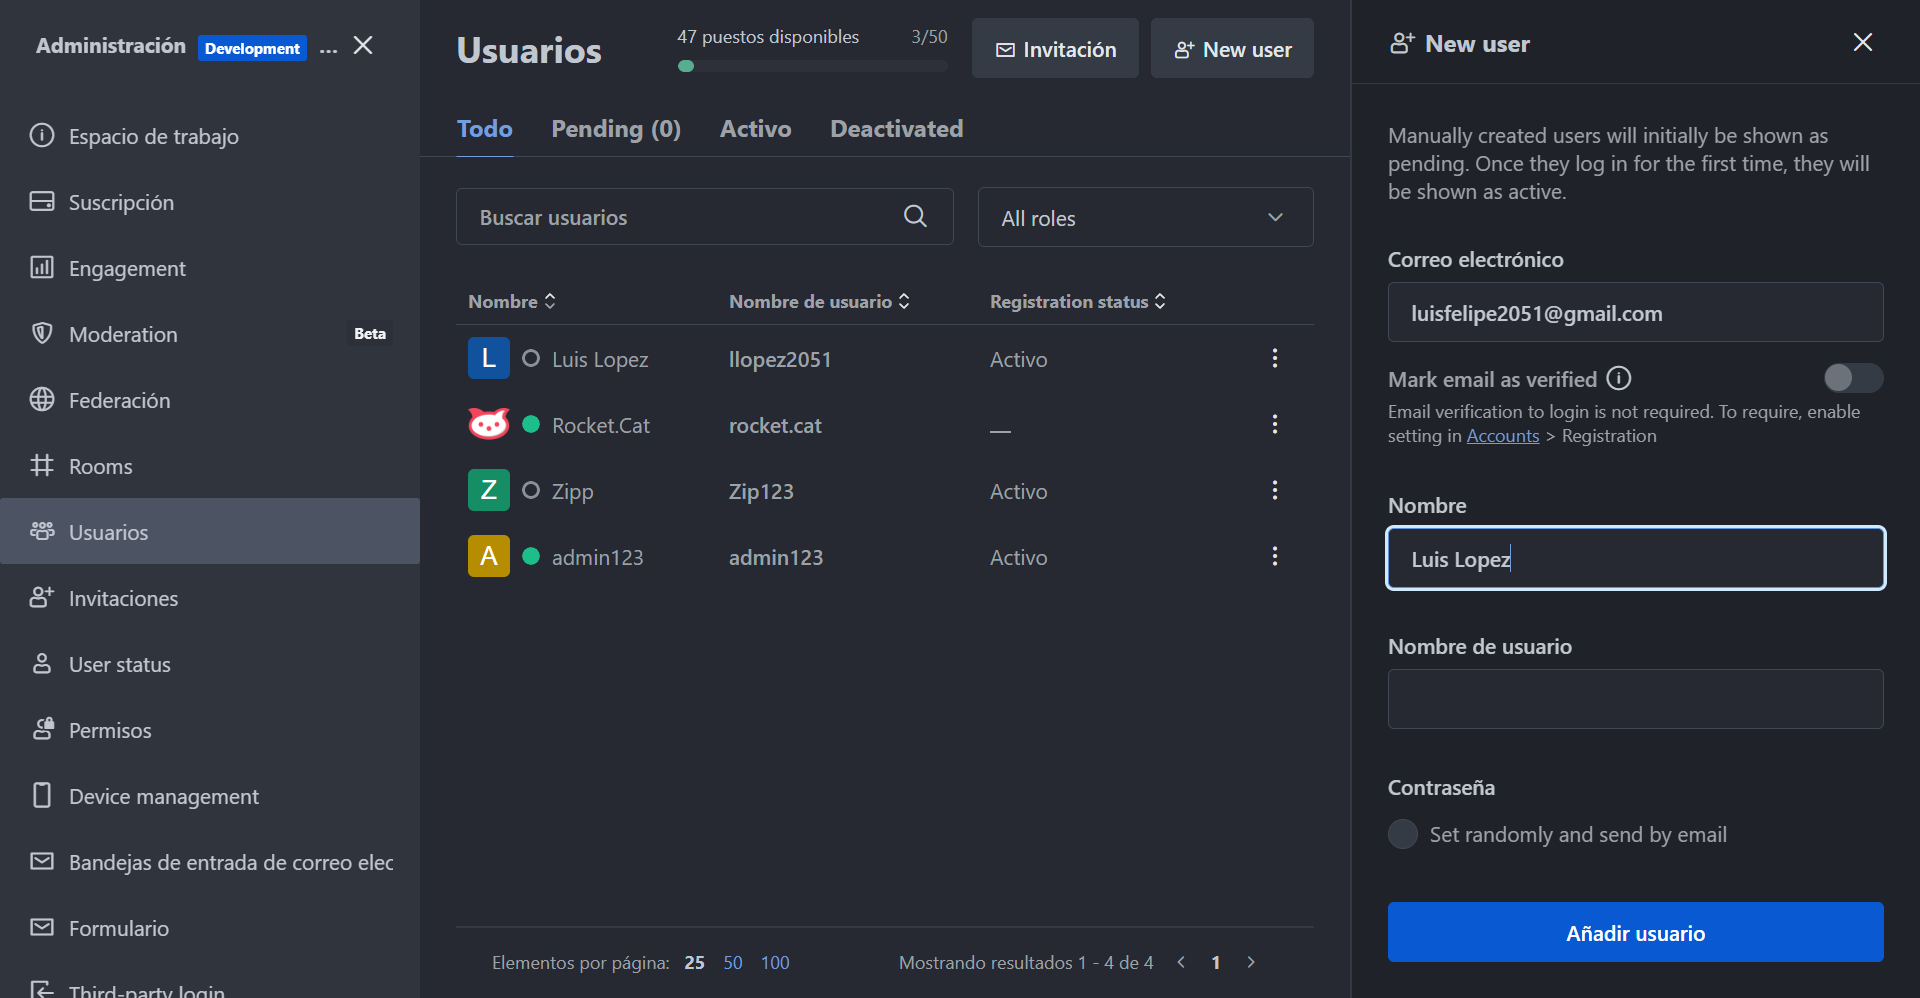 Administración Development ...
Espacio de trabajo
Suscripción
Engagement
Moderation Beta
Federación
Rooms
Usuarios
Invitaciones
User status
Permisos
Device management
Bandejas de entrada de correo elec
Formulario
Third-party login
Usuarios
47 puestos disponibles 3/50
Invitación
New user
Todo Pending (0) Activo Deactivated
Buscar usuarios
All roles
Nombre Nombre de usuario Registration status
L Luis Lopez llopez2051 Activo
Rocket.Cat rocket.cat —
Z Zipp Zip123 Activo
A admin123 admin123 Activo
Elementos por página: 25 50 100
Mostrando resultados 1 - 4 de 4 < 1 >
New user
Manually created users will initially be shown as
pending. Once they log in for the first time, they will
be shown as active.
Correo electrónico
luisfelipe2051@gmail.com
Mark email as verified
Email verification to login is not required. To require, enable
setting in Accounts > Registration
Nombre
Luis Lopez
Nombre de usuario
Contraseña
Set randomly and send by email
Añadir usuario